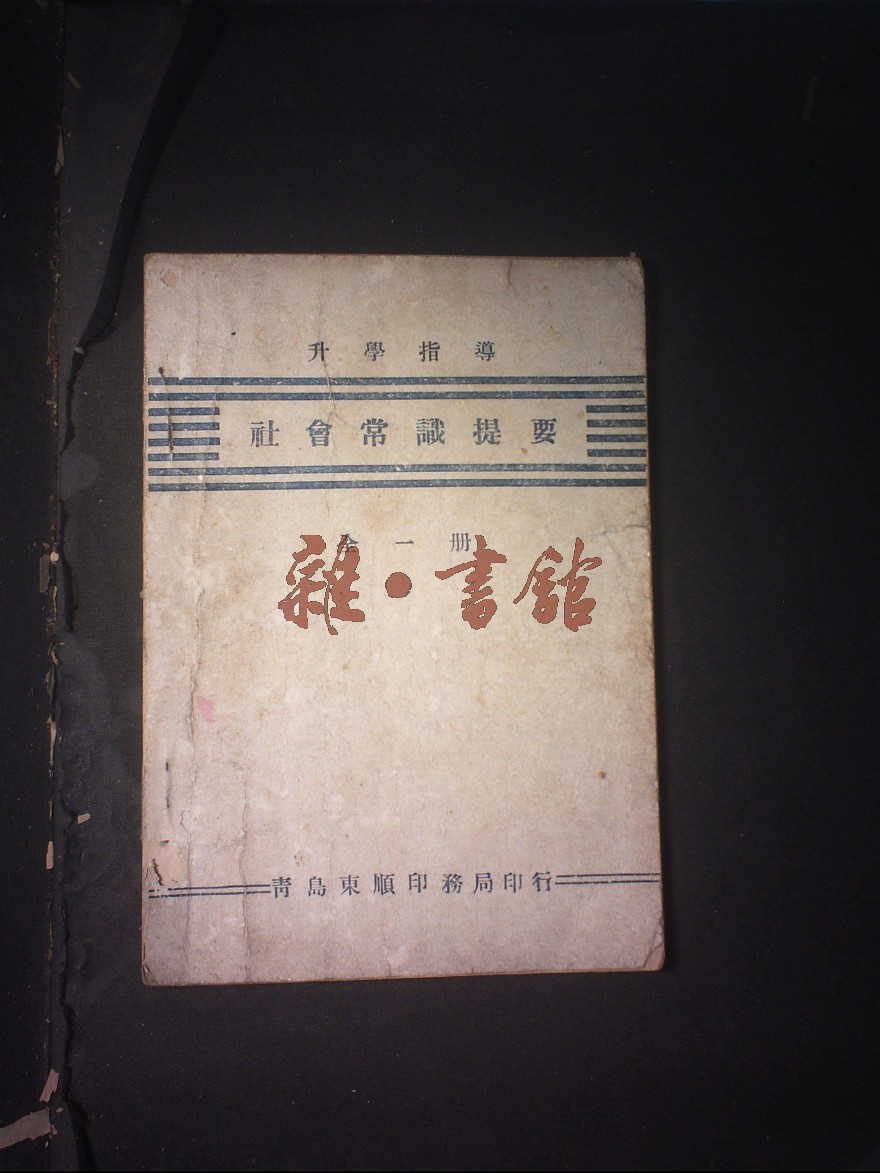 升學指導
社會常識提要
全一册
雜·書館
靑島東順印務局印行